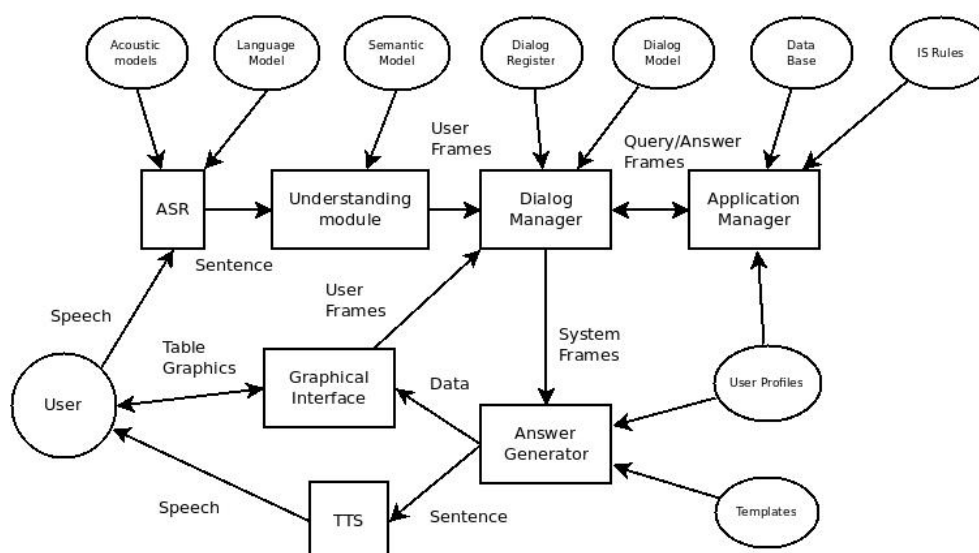 Acoustic
models
Language
Model
Semantic
Model
Dialog
Register
Dialog
Model
Data
Base
IS Rules
User
Frames
Query/Answer
Frames
ASR
Understanding
module
Dialog
Manager
Application
Manager
Sentence
User
Frames
Speech
Table
Graphics
System
Frames
User
Graphical
Interface
Data
User Profiles
Answer
Generator
Speech
TTS
Sentence
Templates